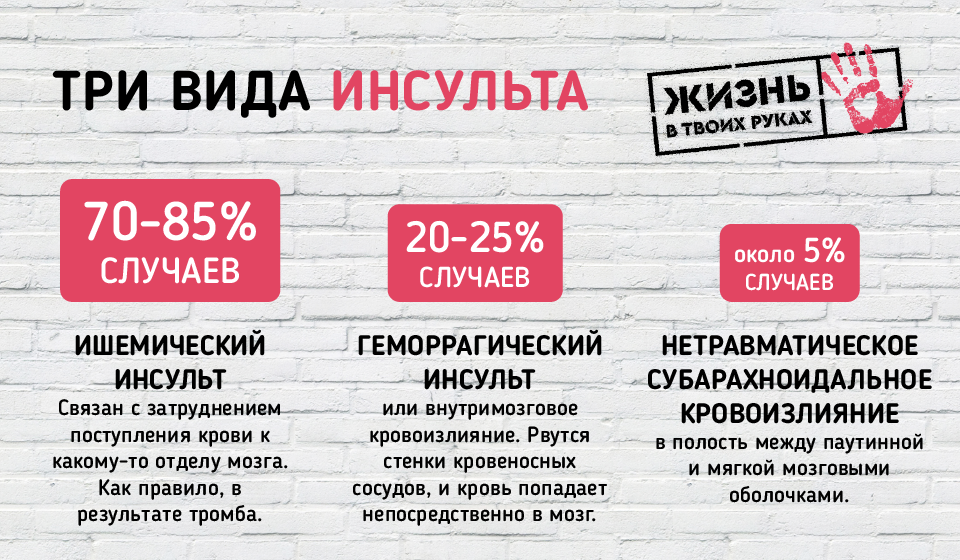 ТРИ ВИДА ИНСУЛЬТА
ЖИЗНЬ
В ТВОИХ РУКАХ
70-85%
СЛУЧАЕВ
ИШЕМИЧЕСКИЙ
ИНСУЛЬТ
Связан с затруднением
поступления крови к
какому-то отделу мозга.
Как правило, в
результате тромба.
20-25%
СЛУЧАЕВ
ГЕМОРРАГИЧЕСКИЙ
ИНСУЛЬТ
или внутримозговое
кровоизлияние. Рвутся
стенки кровеносных
сосудов, и кровь попадает
непосредственно в мозг.
около 5%
СЛУЧАЕВ
НЕТРАВМАТИЧЕСКОЕ
СУБАРАХНОИДАЛЬНОЕ
КРОВОИЗЛИЯНИЕ
в полость между паутинной
и мягкой мозговыми
оболочками.